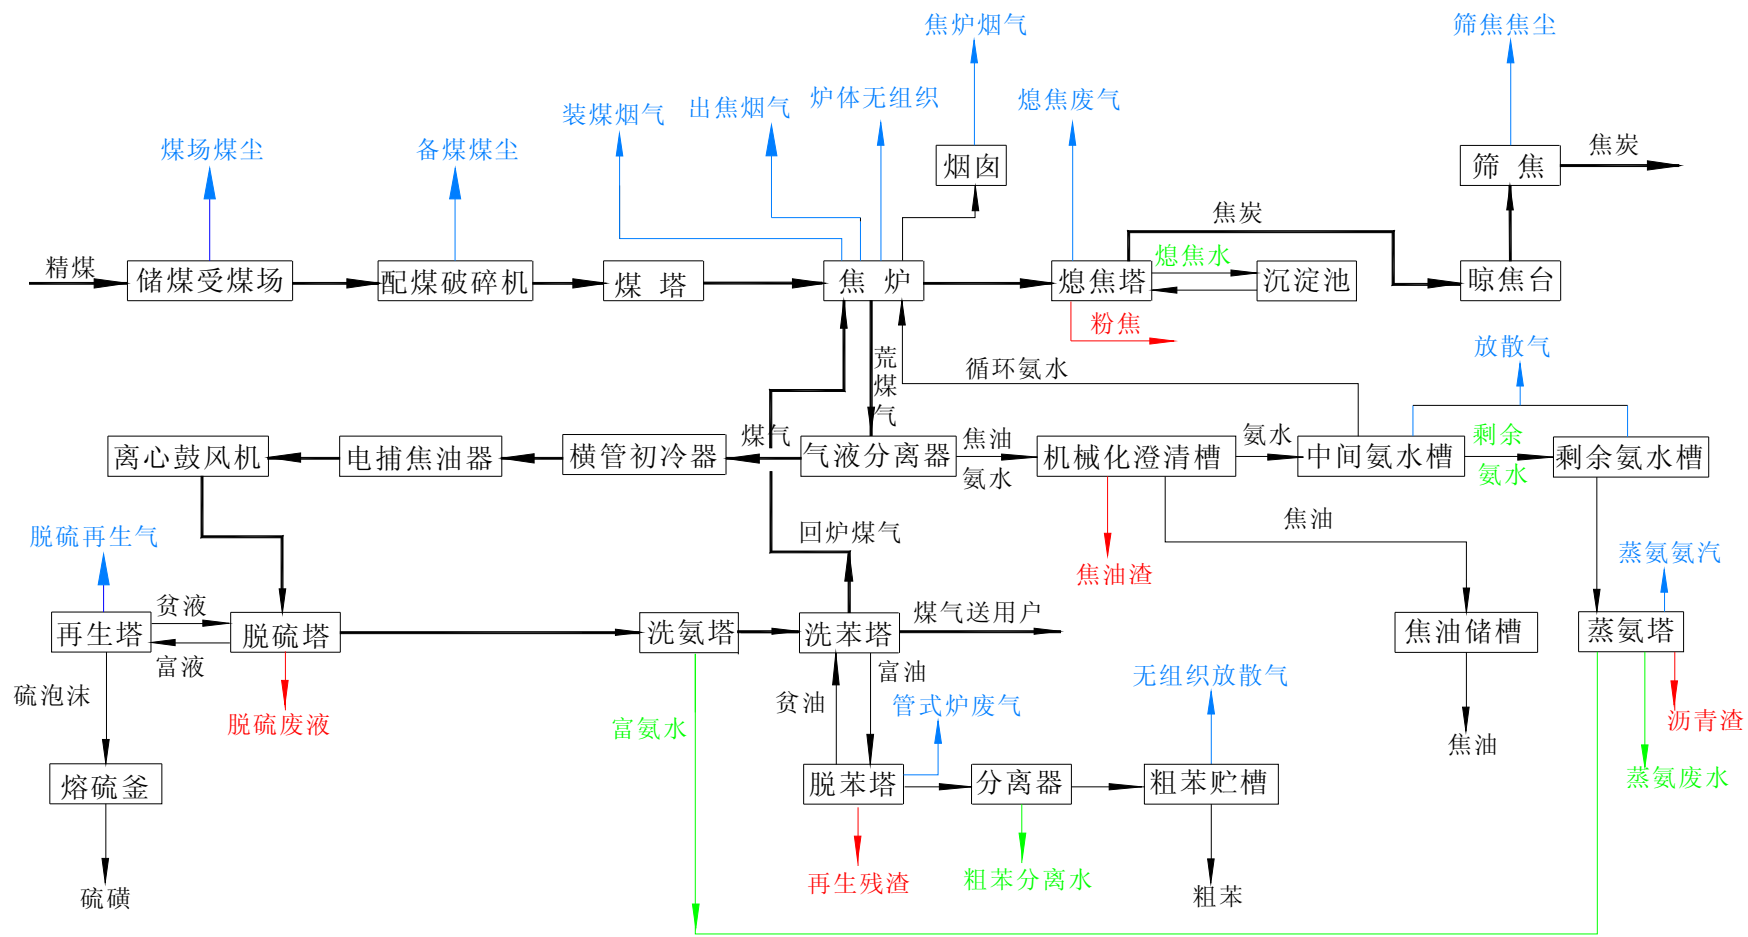 焦炉烟气
筛焦焦尘
装煤烟气
出焦烟气
炉体无组织
熄焦废气
煤场煤尘
备煤煤尘
烟囱
筛 焦
焦炭
焦炭
精煤
储煤受煤场
配煤破碎机
煤 塔
焦 炉
熄焦塔
熄焦水
沉淀池
晾焦台
粉焦
荒煤气
循环氨水
放散气
离心鼓风机
电捕焦油器
横管初冷器
煤气
气液分离器
焦油
氨水
机械化澄清槽
氨水
中间氨水槽
剩余
氨水
剩余氨水槽
脱硫再生气
回炉煤气
焦油渣
焦油
蒸氨氨汽
再生塔
贫液
富液
脱硫塔
洗氨塔
洗苯塔
煤气送用户
焦油储槽
蒸氨塔
硫泡沫
脱硫废液
富氨水
贫油
富油
管式炉废气
无组织放散气
焦油
沥青渣
熔硫釜
脱苯塔
分离器
粗苯贮槽
蒸氨废水
硫磺
再生残渣
粗苯分离水
粗苯